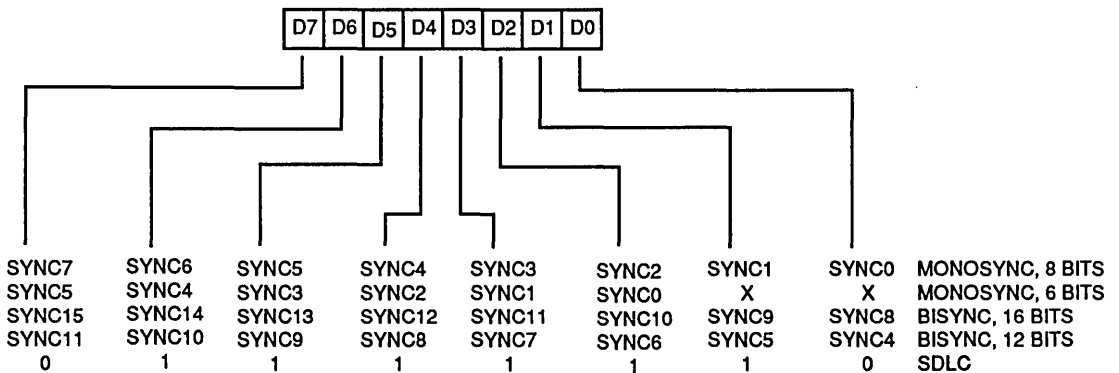 D7 D6 D5 D4 D3 D2 D1 D0
SYNC7 SYNC6 SYNC5 SYNC4 SYNC3 SYNC2 SYNC1 SYNC0 MONOSYNC, 8 BITS
SYNC5 SYNC4 SYNC3 SYNC2 SYNC1 SYNC0 X X MONOSYNC, 6 BITS
SYNC15 SYNC14 SYNC13 SYNC12 SYNC11 SYNC10 SYNC9 SYNC8 BISYNC, 16 BITS
SYNC11 SYNC10 SYNC9 SYNC8 SYNC7 SYNC6 SYNC5 SYNC4 BISYNC, 12 BITS
0 1 1 1 1 1 1 0 SDLC